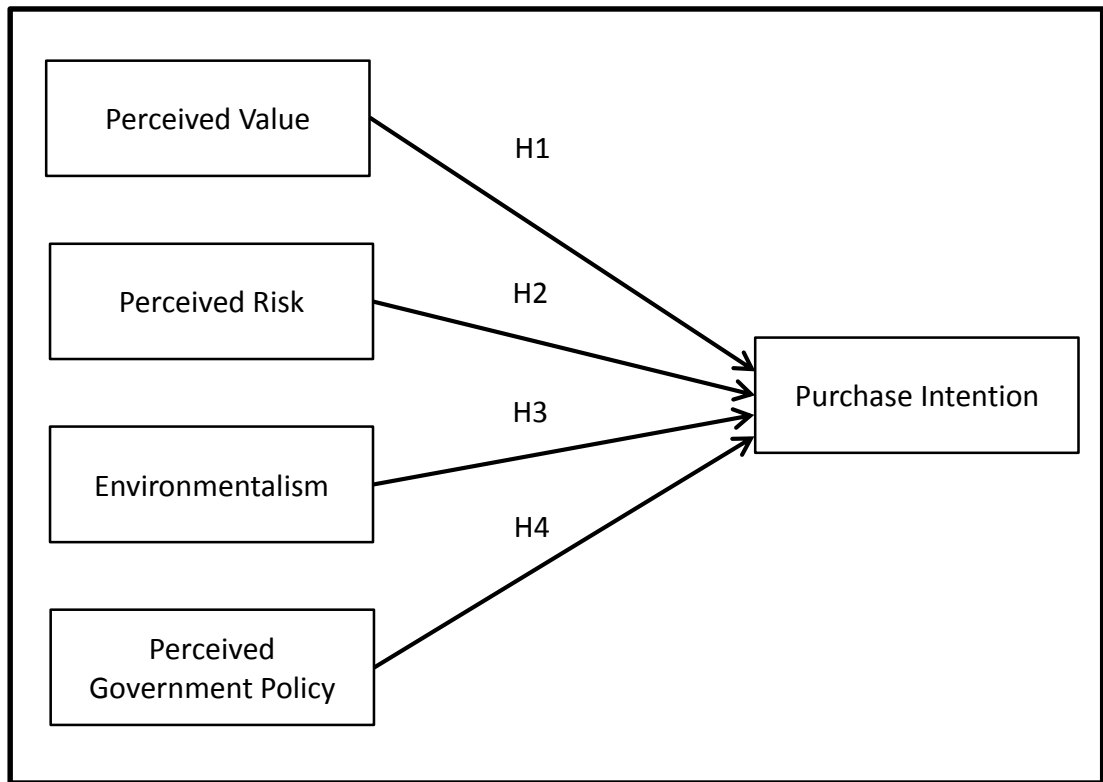 Perceived Value
H1
Perceived Risk
H2
Purchase Intention
H3
Environmentalism
H4
Perceived
Government Policy